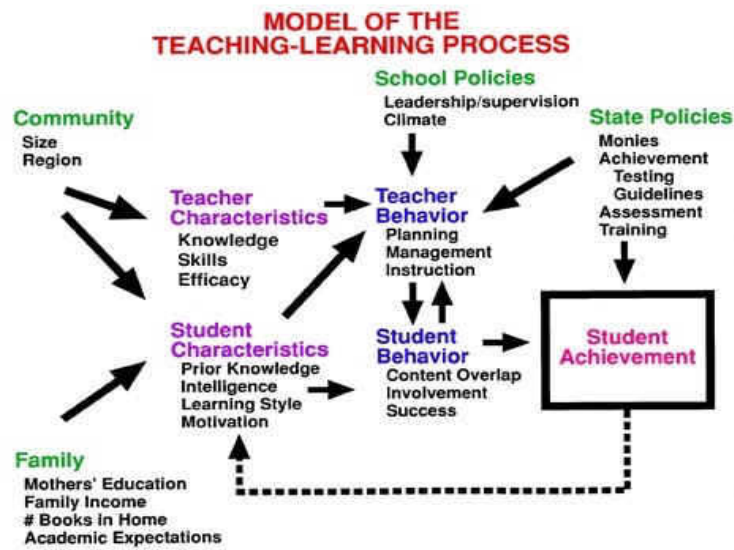 MODEL OF THE
TEACHING-LEARNING PROCESS
School Policies
Leadership/supervision
Climate
Community
Size
Region
State Policies
Monies
Achievement
Testing
Guidelines
Assessment
Training
Teacher
Characteristics
Knowledge
Skills
Efficacy
Teacher
Behavior
Planning
Management
Instruction
Student
Characteristics
Prior Knowledge
Intelligence
Learning Style
Motivation
Student
Behavior
Content Overlap
Involvement
Success
Student
Achievement
Family
Mothers' Education
Family Income
# Books in Home
Academic Expectations